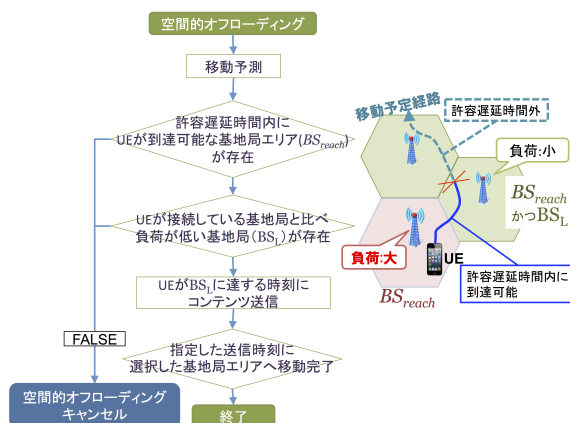 空間的オフローディング
移動予測
許容遅延時間内に
UEが到達可能な基地局エリア(BSreach)
が存在
UEが接続している基地局と比べ
負荷が低い基地局(BSL)が存在
UEがBSLに達する時刻に
コンテンツ送信
FALSE
指定した送信時刻に
選択した基地局エリアへ移動完了
空間的オフローディング
キャンセル
終了
移動予定経路
許容遅延時間外
負荷:小
BSreach
かつBSL
負荷:大
UE
BSreach
許容遅延時間内に
到達可能